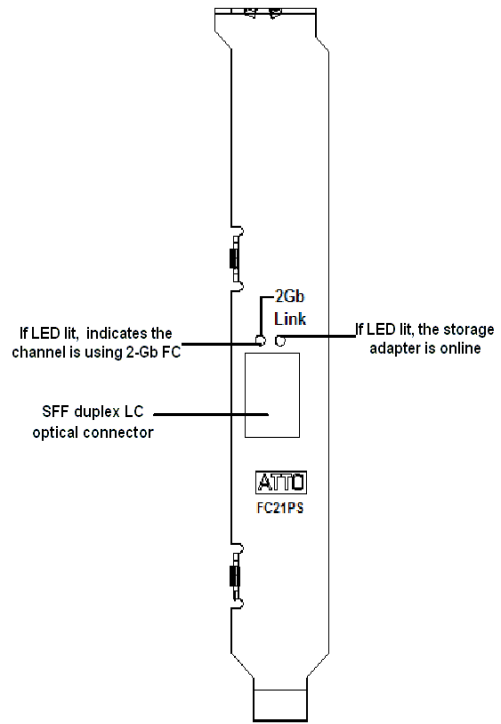 2Gb
Link
If LED lit, indicates the
channel is using 2-Gb FC
If LED lit, the storage
adapter is online
SFF duplex LC
optical connector
ATTO
FC21PS